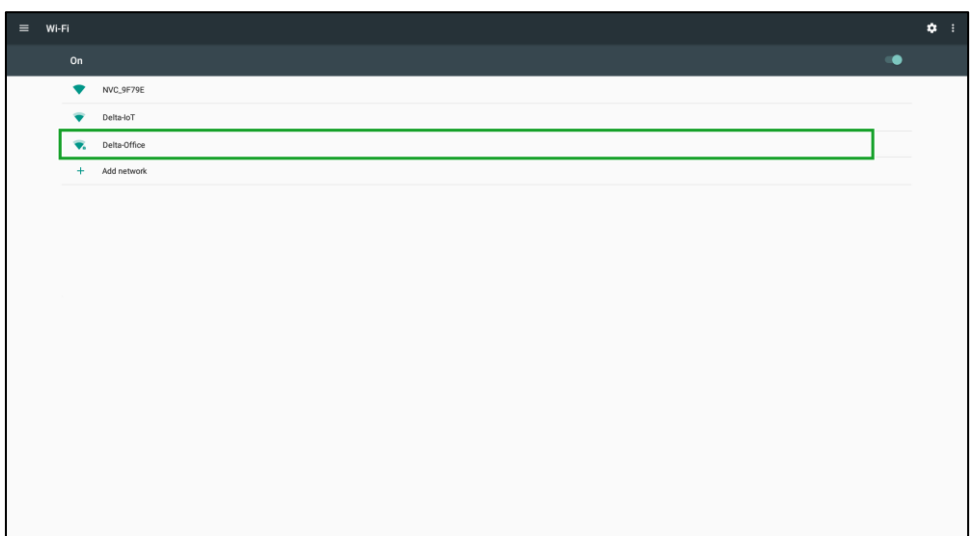 Wi-Fi
On
NVC_9F79E
Delta-IoT
Delta-Office
Add network